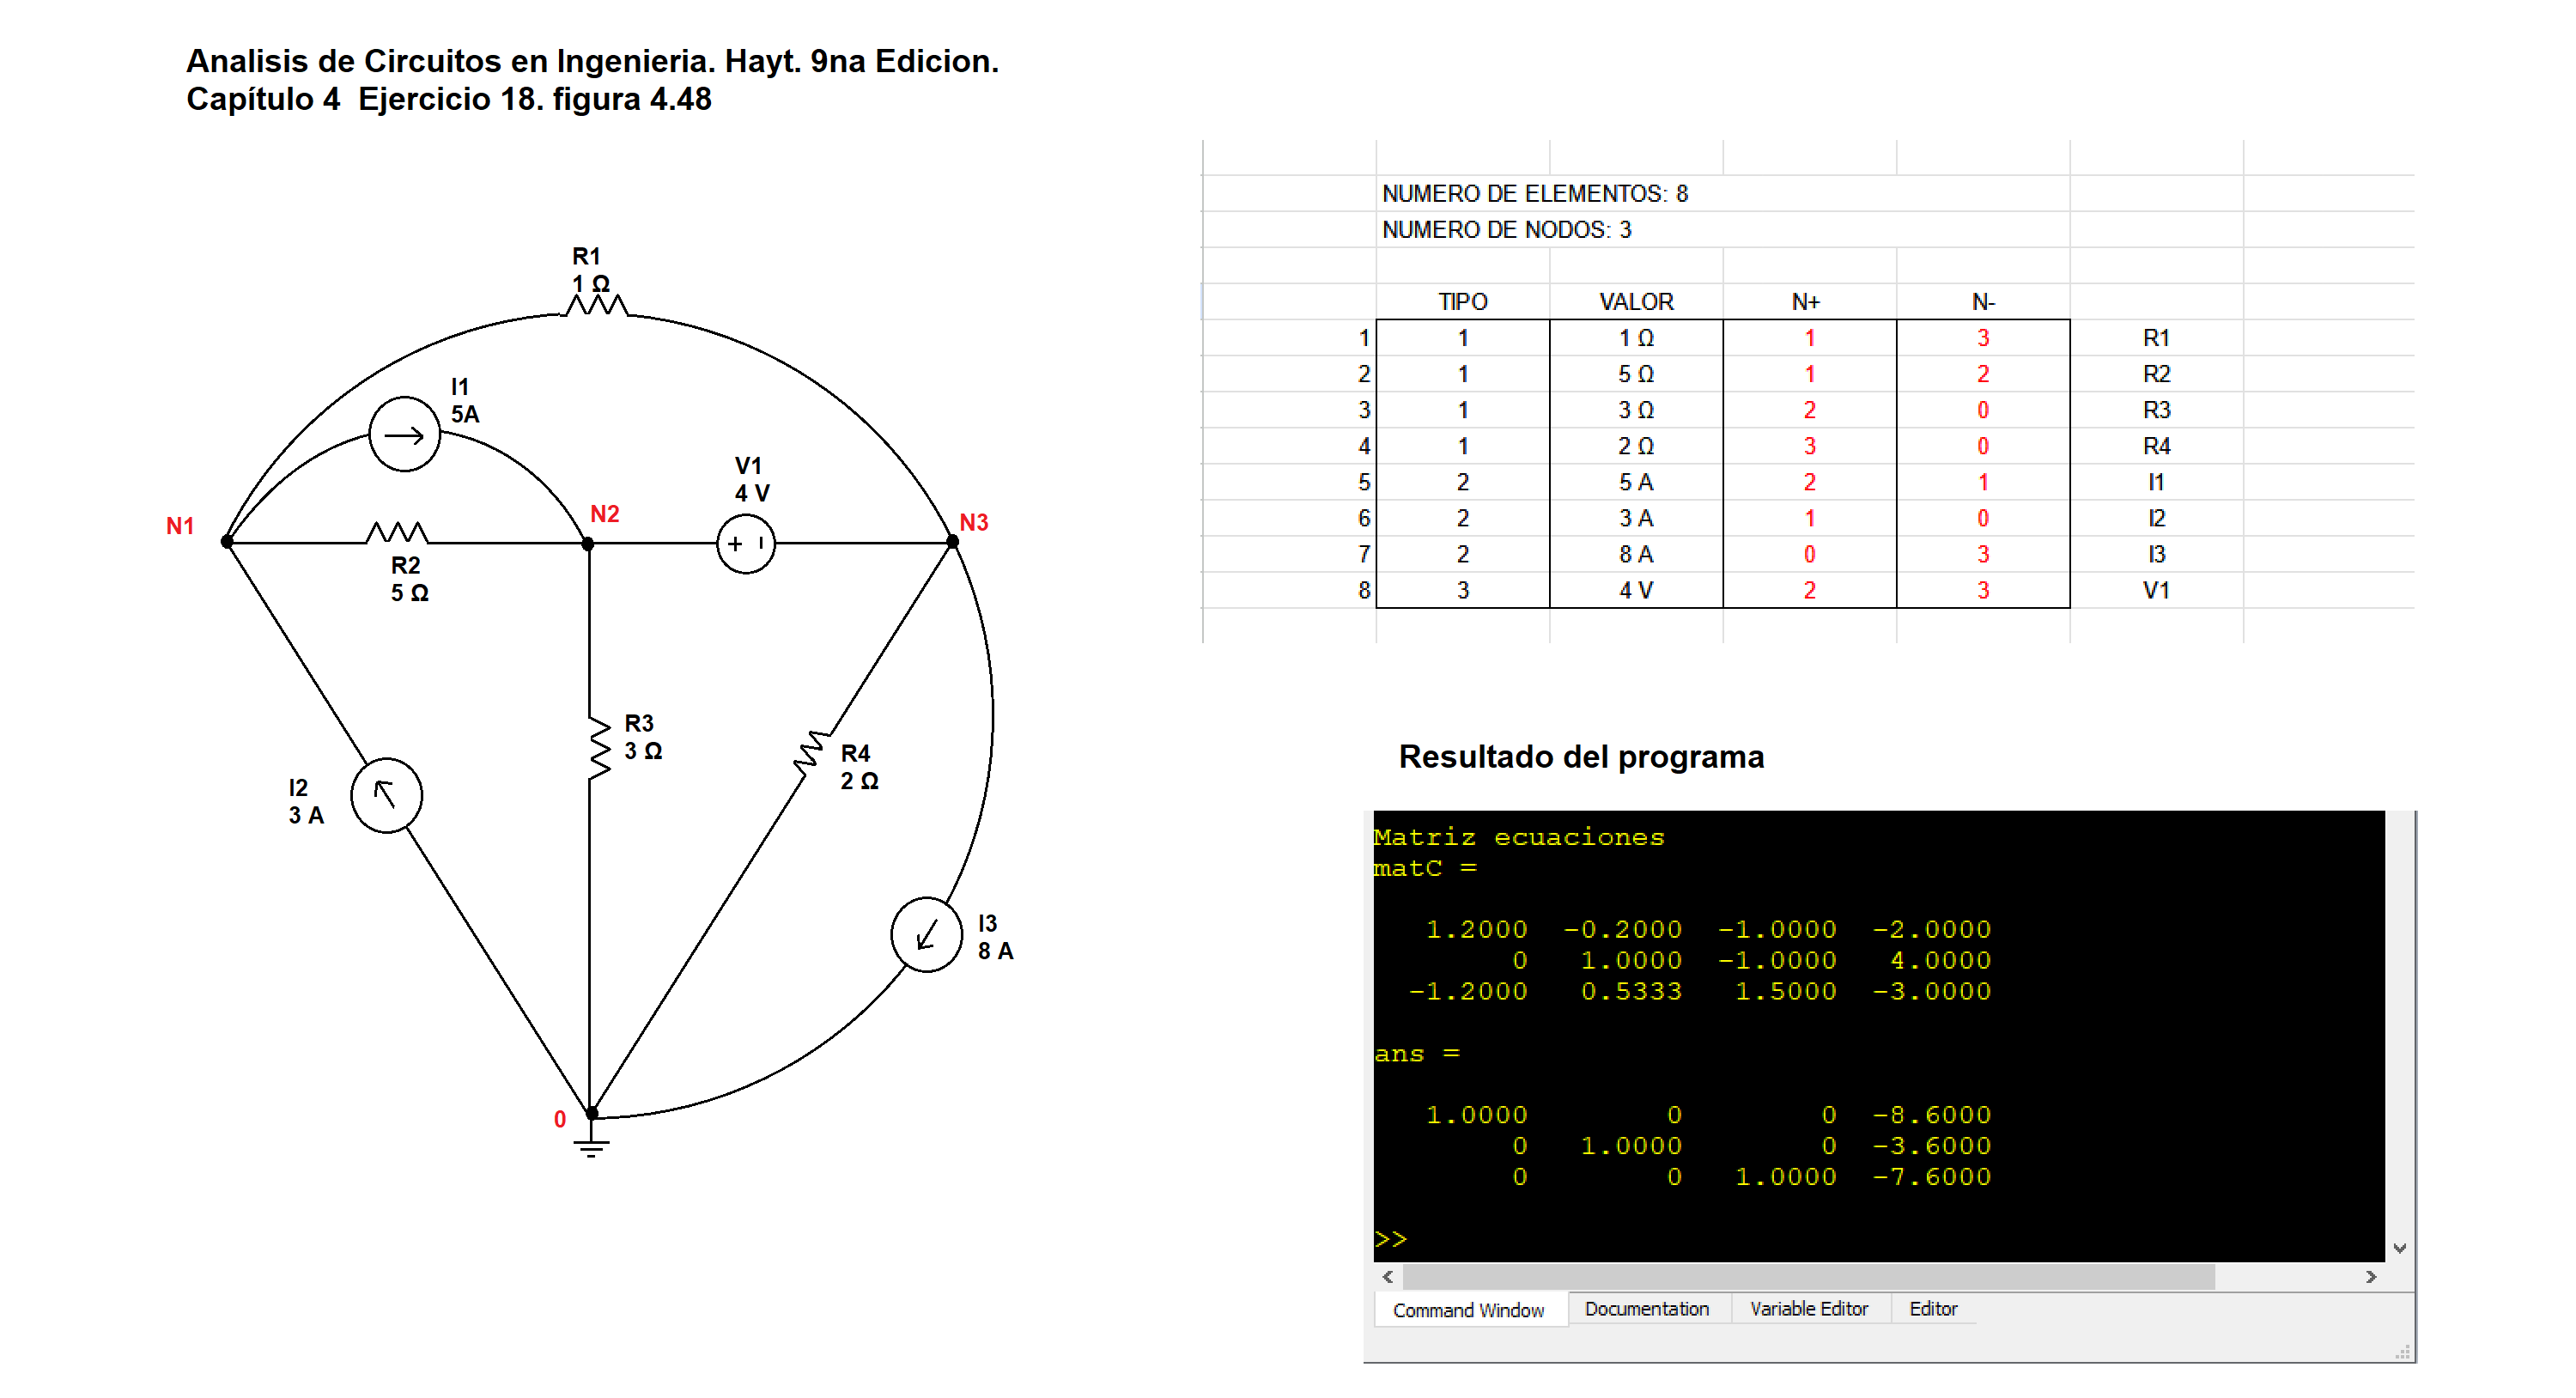 Analisis de Circuitos en Ingenieria. Hayt. 9na Edicion.
Capítulo 4 Ejercicio 18. figura 4.48
R1
1 Ω
I1
5A
V1
4 V
N1
N2
N3
+ I
R2
5 Ω
R3
3 Ω
R4
2 Ω
I2
3 A
I3
8 A
0
NUMERO DE ELEMENTOS: 8
NUMERO DE NODOS: 3
TIPO VALOR N+ N-
1 1 1 Ω 1 3 R1
2 1 5 Ω 1 2 R2
3 1 3 Ω 2 0 R3
4 1 2 Ω 3 0 R4
5 2 5 A 2 1 I1
6 2 3 A 1 0 I2
7 2 8 A 0 3 I3
8 3 4 V 2 3 V1
Resultado del programa
Matriz ecuaciones
matC =
1.2000 -0.2000 -1.0000 -2.0000
0 1.0000 -1.0000 4.0000
-1.2000 0.5333 1.5000 -3.0000
ans =
1.0000 0 0 -8.6000
0 1.0000 0 -3.6000
0 0 1.0000 -7.6000
>>
Command Window Documentation Variable Editor Editor